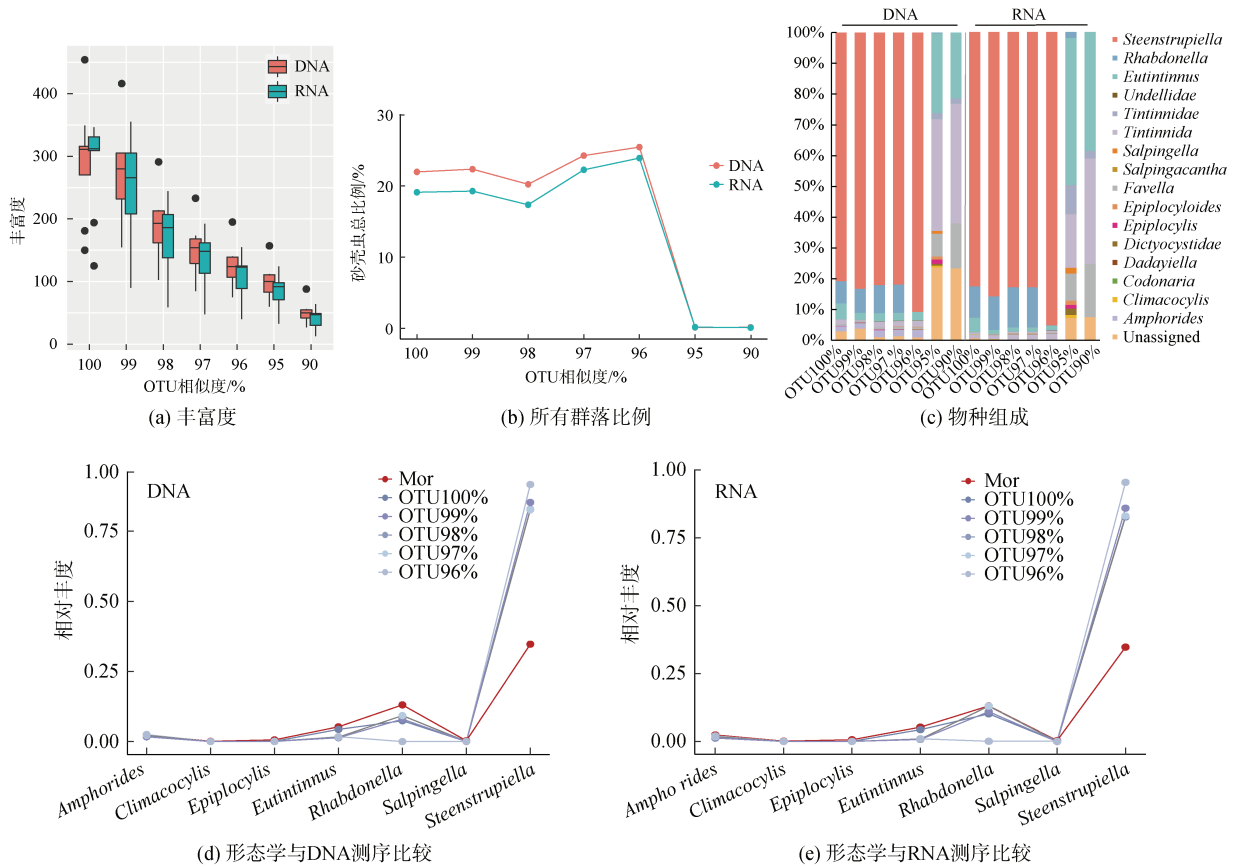 DNA
RNA
400
300
200
100
0
丰富度
100
99
98
97
96
95
90
OTU相似度/%
(a) 丰富度
30
20
10
0
砂壳虫总比例/%
DNA
RNA
100
99
98
97
96
95
90
OTU相似度/%
(b) 所有群落比例
DNA
RNA
100%
90%
80%
70%
60%
50%
40%
30%
20%
10%
0%
OTU100%
OTU99%
OTU98%
OTU97 %
OTU96%
OTU95%
OTU90%
OTU100%
OTU99%
OTU98%
OTU97 %
OTU96%
OTU95%
OTU90%
Steenstrupiella
Rhabdonella
Eutintinnus
Undellidae
Tintinnidae
Tintinnida
Salpingella
Salpingacantha
Favella
Epiplocyloides
Epiplocylis
Dictyocystidae
Dadayiella
Codonaria
Climacocylis
Amphorides
Unassigned
(c) 物种组成
DNA
Mor
OTU100%
OTU99%
OTU98%
OTU97%
OTU96%
1.00
0.75
0.50
0.25
0.00
相对丰度
Amphorides
Climacocylis
Epiplocylis
Eutintinnus
Rhabdonella
Salpingella
Steenstrupiella
(d) 形态学与DNA测序比较
RNA
Mor
OTU100%
OTU99%
OTU98%
OTU97%
OTU96%
1.00
0.75
0.50
0.25
0.00
相对丰度
Ampho rides
Climacocylis
Epiplocylis
Eutintinnus
Rhabdonella
Salpingella
Steenstrupiella
(e) 形态学与RNA测序比较